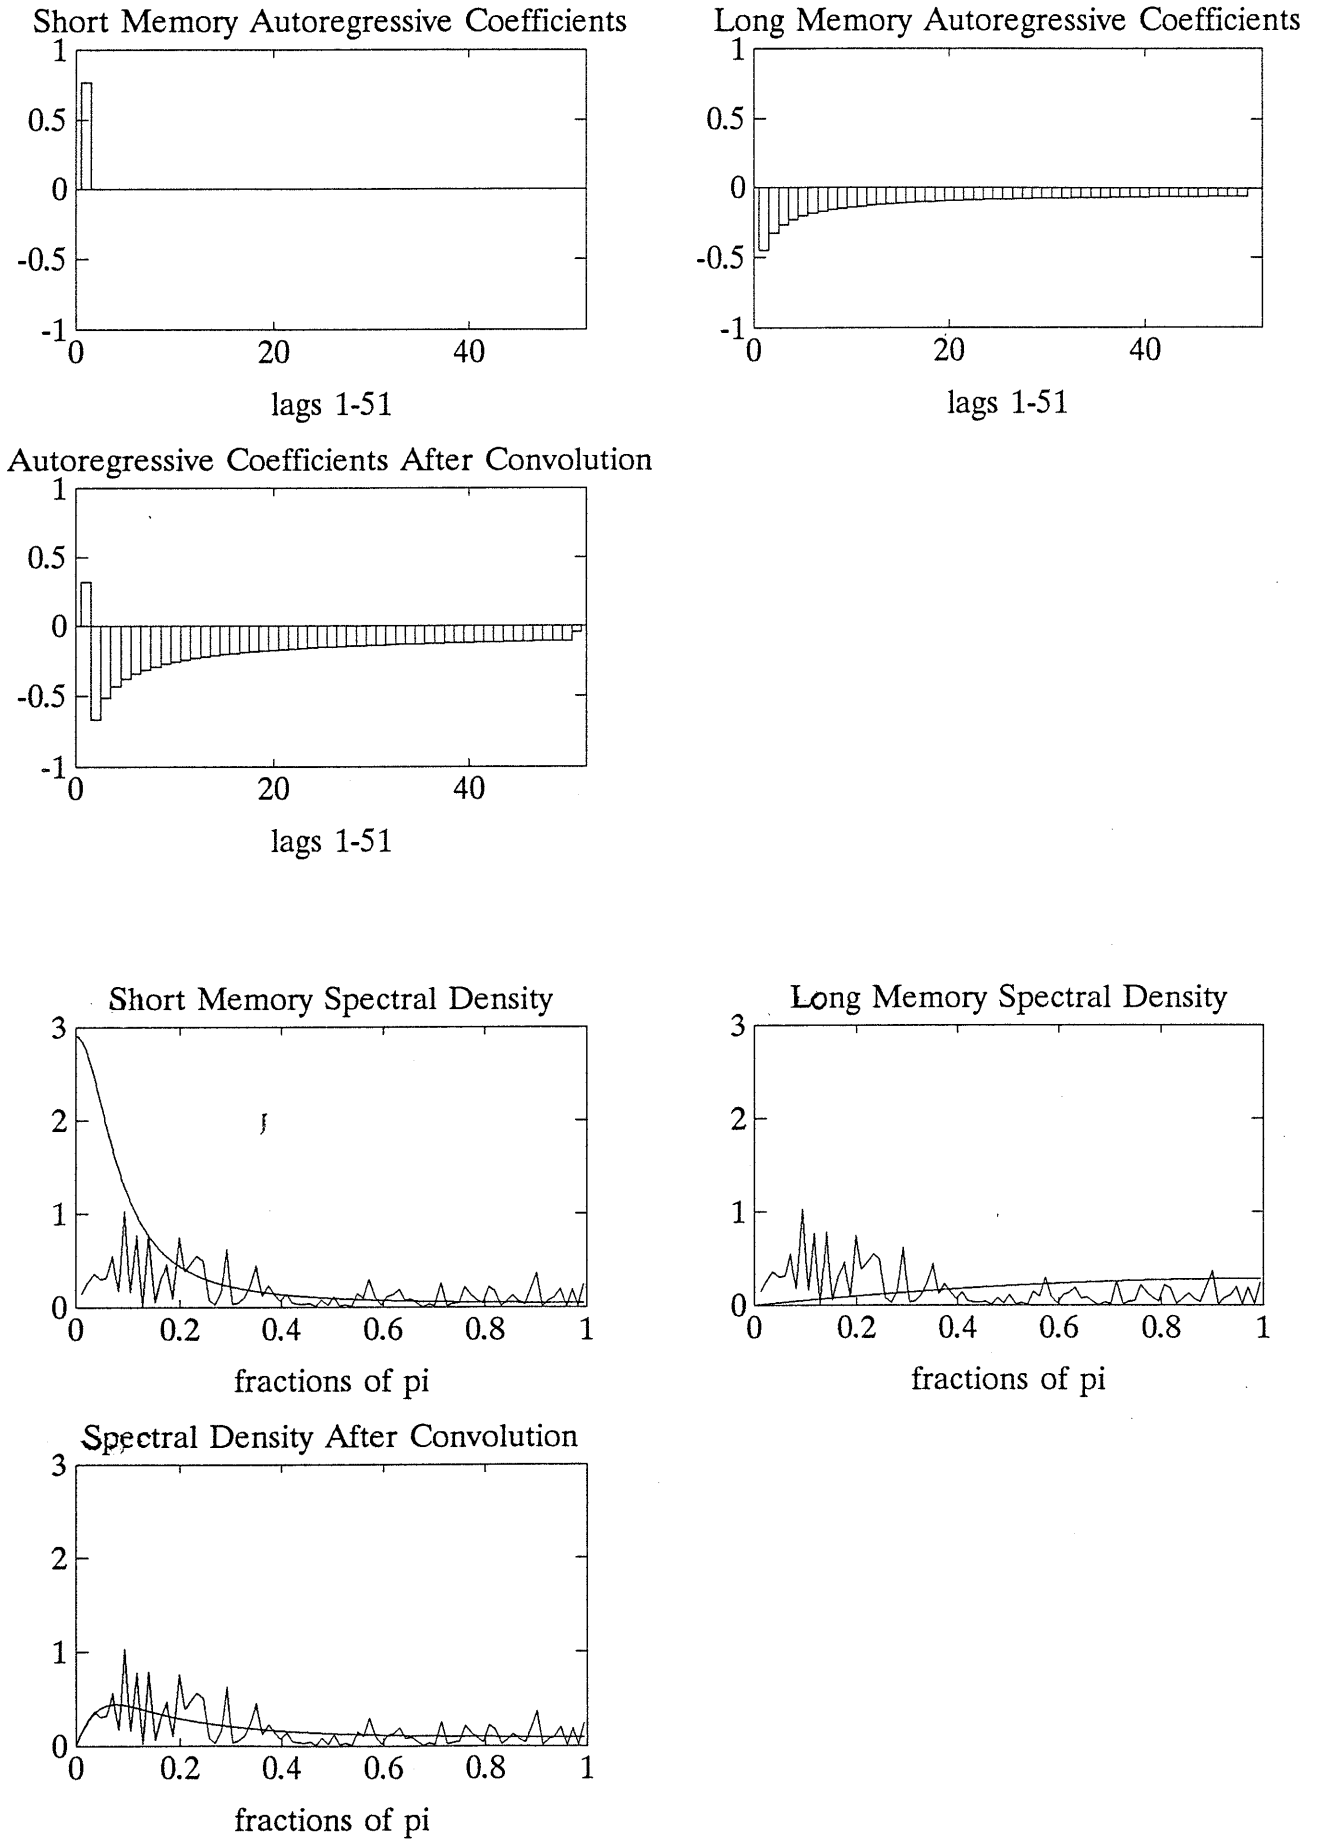 Short Memory Autoregressive Coefficients
1
0.5
0
-0.5
-1
0 20 40
lags 1-51
Long Memory Autoregressive Coefficients
1
0.5
0
-0.5
-1
0 20 40
lags 1-51
Autoregressive Coefficients After Convolution
1
0.5
0
-0.5
-1
0 20 40
lags 1-51
Short Memory Spectral Density
3
2
1
0
0 0.2 0.4 0.6 0.8 1
fractions of pi
Long Memory Spectral Density
3
2
1
0
0 0.2 0.4 0.6 0.8 1
fractions of pi
Spectral Density After Convolution
3
2
1
0
0 0.2 0.4 0.6 0.8 1
fractions of pi